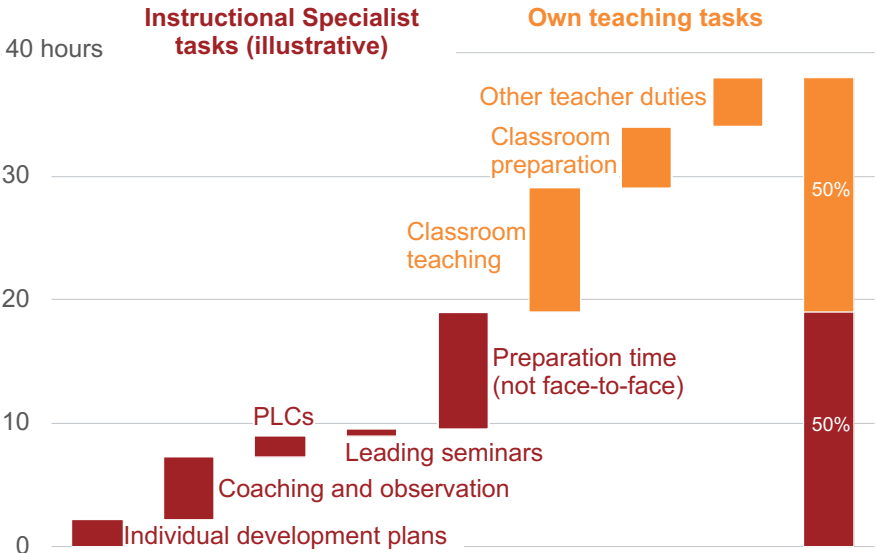 Instructional Specialist
tasks (illustrative)
Own teaching tasks
40 hours
Other teacher duties
Classroom
preparation
30
50%
Classroom
teaching
20
Preparation time
(not face-to-face)
10
PLCs
50%
Leading seminars
Coaching and observation
Individual development plans
0